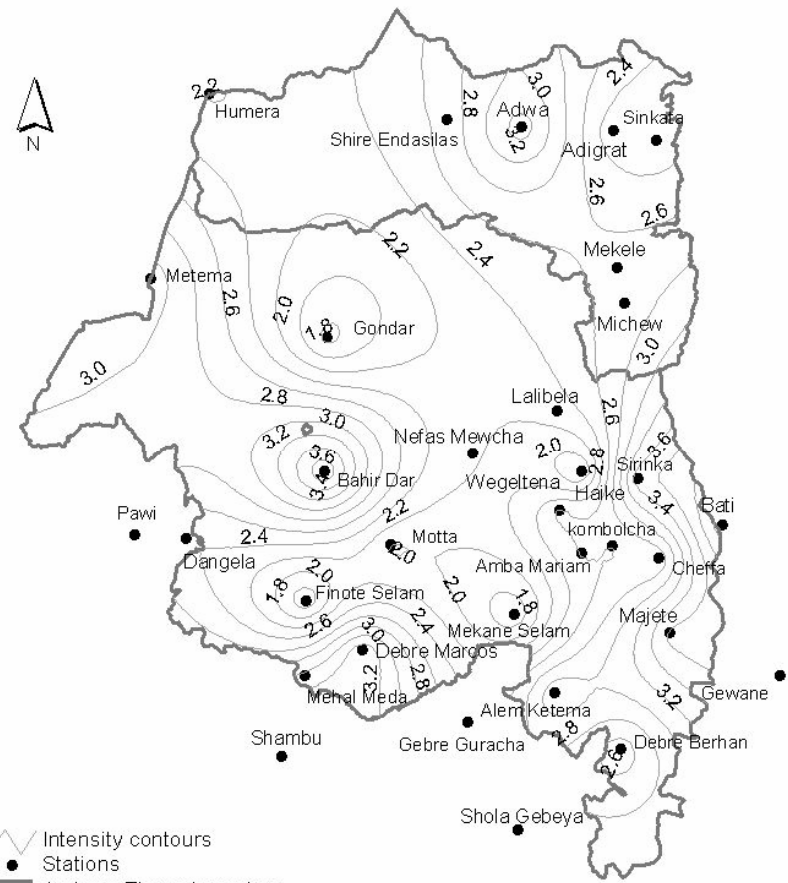 2.2
Humera
N
2.8
3.0
Adwa
3.2
2.4
Sinkata
Shire Endasilas
Adigrat
2.6
2.6
2.2
2.4
Mekele
Metema
2.6
2.0
1.8
Gondar
Michew
3.0
3.0
2.8
Lalibela
2.6
3.2
3.0
Nefas Mewcha
2.0
2.8
3.6
3.6
Bahir Dar
3.4
Wegeltena
Sirinka
Haike
3.4
Bati
Pawi
2.2
kombolcha
2.4
Motta
2.0
Dangela
Amba Mariam
Cheffa
2.0
1.8
Finote Selam
2.0
1.8
2.6
2.4
Mekane Selam
Majete
3.0
Debre Marcos
3.2
2.8
Mehal Meda
3.2
Gewane
Alem Ketema
Shambu
Gebre Guracha
2.8
Debre Berhan
2.6
Shola Gebeya
Intensity contours
Stations